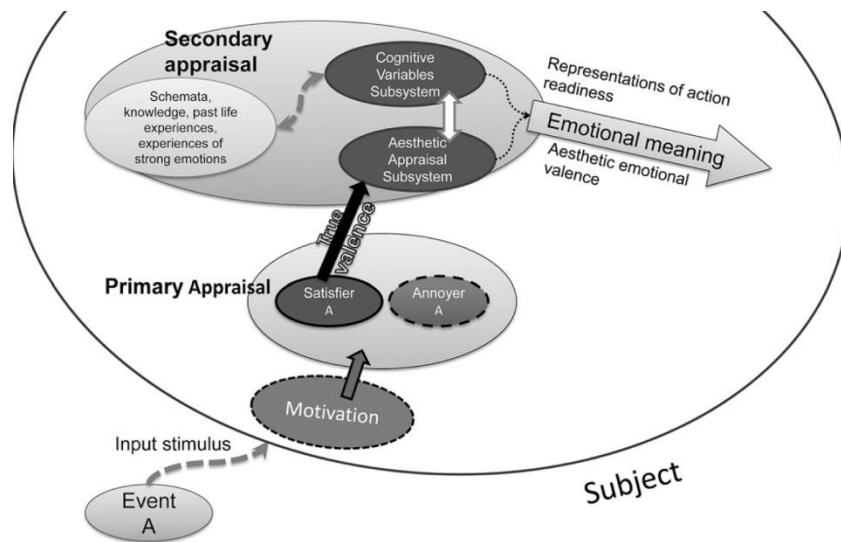 Secondary
appraisal
Cognitive
Variables
Subsystem
Schemata,
knowledge, past life
experiences,
experiences of
strong emotions
Aesthetic
Appraisal
Subsystem
Representations of action
readiness
Emotional meaning
Aesthetic emotional
valence
True
valence
Primary Appraisal
Satisfier
A
Annoyer
A
Motivation
Input stimulus
Event
A
Subject